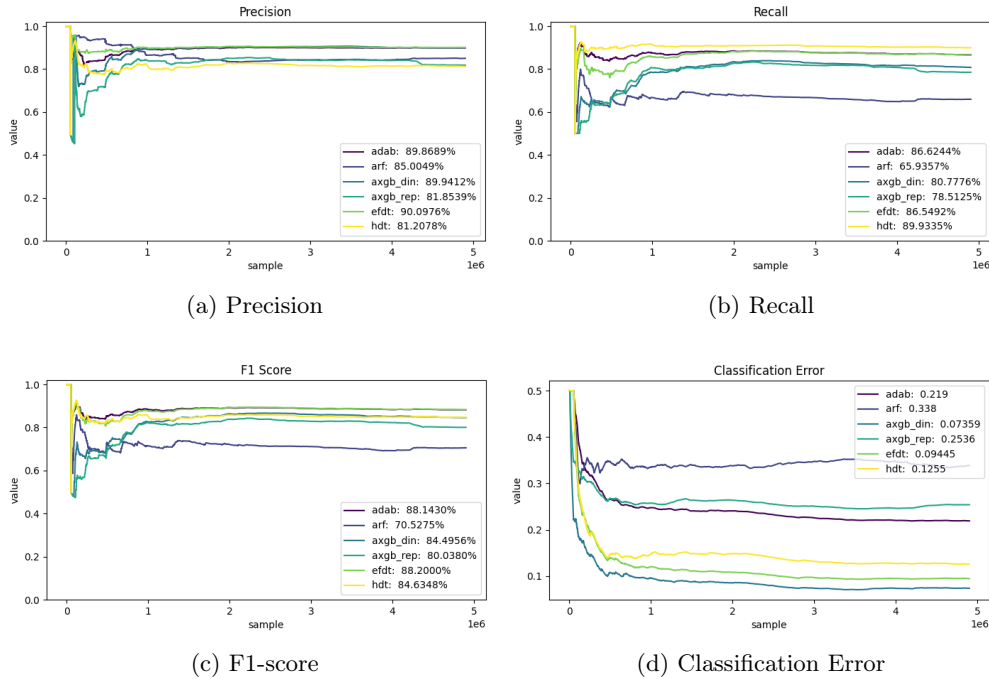 Precision
value
1.0
0.8
0.6
0.4
0.2
0.0
adab: 89.8689%
arf: 85.0049%
axgb_din: 89.9412%
axgb_rep: 81.8539%
efdt: 90.0976%
hdt: 81.2078%
0 1 2 3 4 5
sample
1e6
(a) Precision
Recall
value
1.0
0.8
0.6
0.4
0.2
0.0
adab: 86.6244%
arf: 65.9357%
axgb_din: 80.7776%
axgb_rep: 78.5125%
efdt: 86.5492%
hdt: 89.9335%
0 1 2 3 4 5
sample
1e6
(b) Recall
F1 Score
value
1.0
0.8
0.6
0.4
0.2
0.0
adab: 88.1430%
arf: 70.5275%
axgb_din: 84.4956%
axgb_rep: 80.0380%
efdt: 88.2000%
hdt: 84.6348%
0 1 2 3 4 5
sample
1e6
(c) F1-score
Classification Error
value
0.5
0.4
0.3
0.2
0.1
adab: 0.219
arf: 0.338
axgb_din: 0.07359
axgb_rep: 0.2536
efdt: 0.09445
hdt: 0.1255
0 1 2 3 4 5
sample
1e6
(d) Classification Error